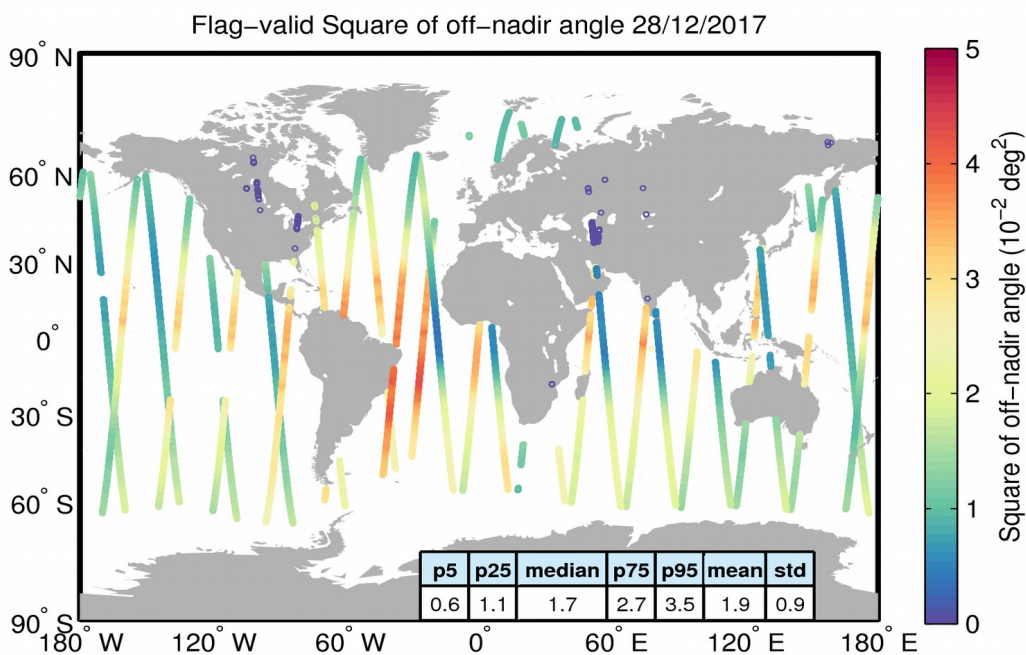 Flag−valid Square of off−nadir angle 28/12/2017
90° N
60° N
30° N
0°
30° S
60° S
90° S
180° W
120° W
60° W
0°
60° E
120° E
180° E
p5 p25 median p75 p95 mean std
0.6 1.1 1.7 2.7 3.5 1.9 0.9
5
4
3
2
1
0
Square of off−nadir angle (10⁻² deg²)